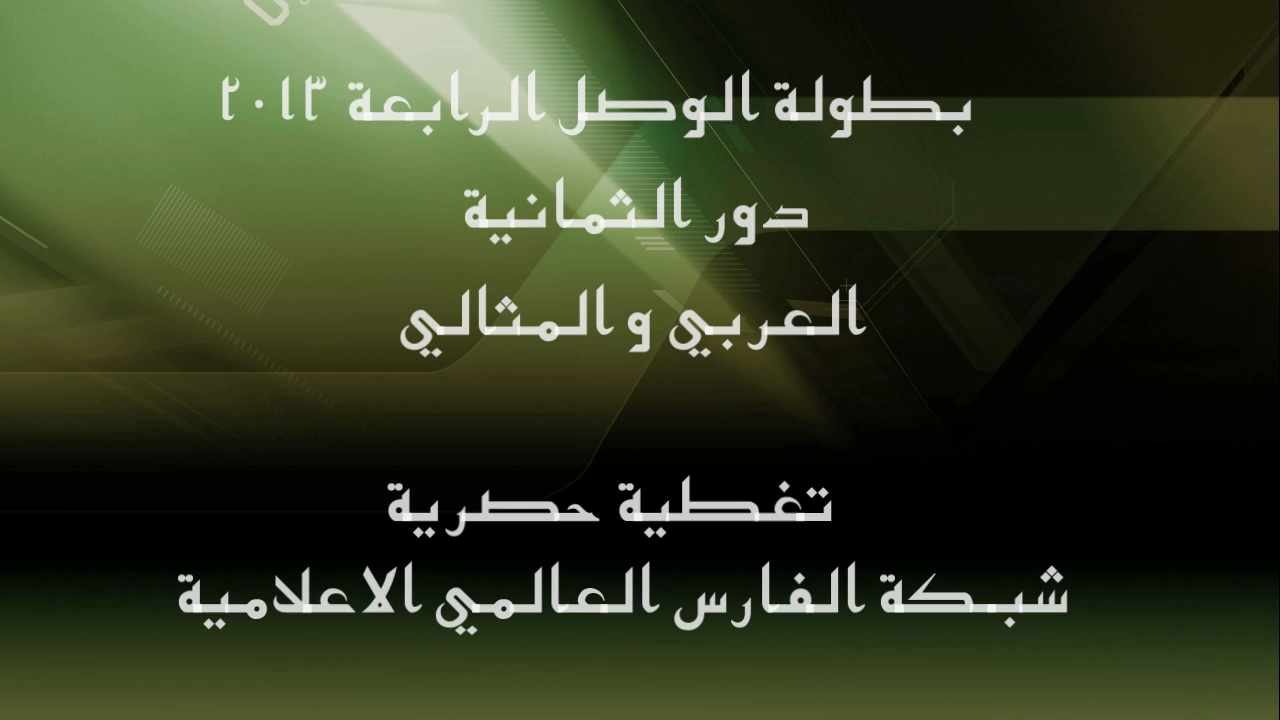 بطولة الوصل الرابعة ٢٠١٣
دور الثمانية
العربي و المثالي
تغطية حصرية
شبكة الفارس العالمي الاعلامية